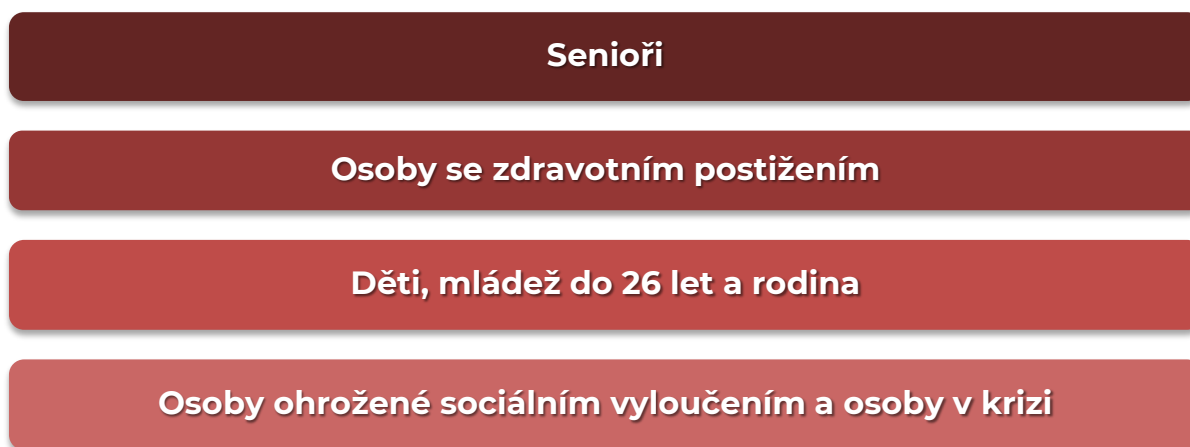 Senioři
Osoby se zdravotním postižením
Děti, mládež do 26 let a rodina
Osoby ohrožené sociálním vyloučením a osoby v krizi